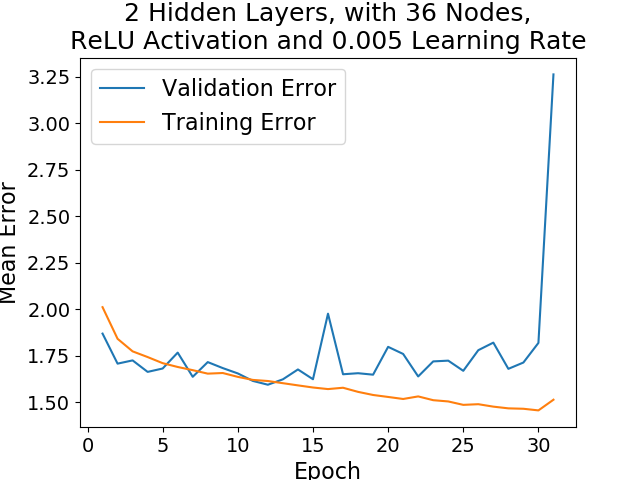 2 Hidden Layers, with 36 Nodes,
ReLU Activation and 0.005 Learning Rate
Validation Error
Training Error
Mean Error
3.25
3.00
2.75
2.50
2.25
2.00
1.75
1.50
0 5 10 15 20 25 30
Epoch